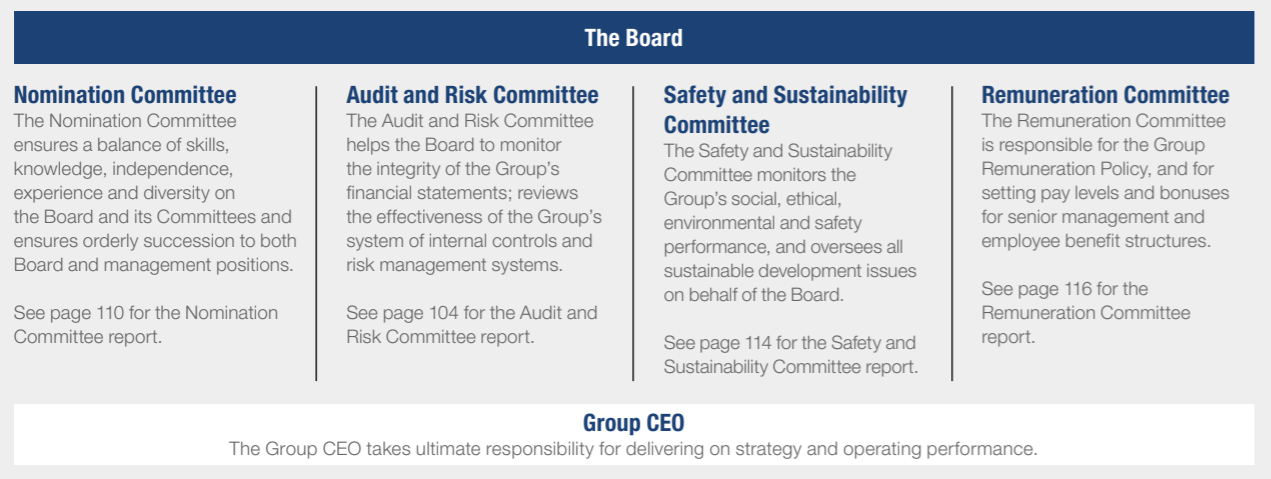 The Board
Nomination Committee
The Nomination Committee
ensures a balance of skills,
knowledge, independence,
experience and diversity on
the Board and its Committees and
ensures orderly succession to both
Board and management positions.
See page 110 for the Nomination
Committee report.
Audit and Risk Committee
The Audit and Risk Committee
helps the Board to monitor
the integrity of the Group's
financial statements; reviews
the effectiveness of the Group's
system of internal controls and
risk management systems.
See page 104 for the Audit and
Risk Committee report.
Safety and Sustainability
Committee
The Safety and Sustainability
Committee monitors the
Group's social, ethical,
environmental and safety
performance, and oversees all
sustainable development issues
on behalf of the Board.
See page 114 for the Safety and
Sustainability Committee report.
Remuneration Committee
The Remuneration Committee
is responsible for the Group
Remuneration Policy, and for
setting pay levels and bonuses
for senior management and
employee benefit structures.
See page 116 for the
Remuneration Committee
report.
Group CEO
The Group CEO takes ultimate responsibility for delivering on strategy and operating performance.